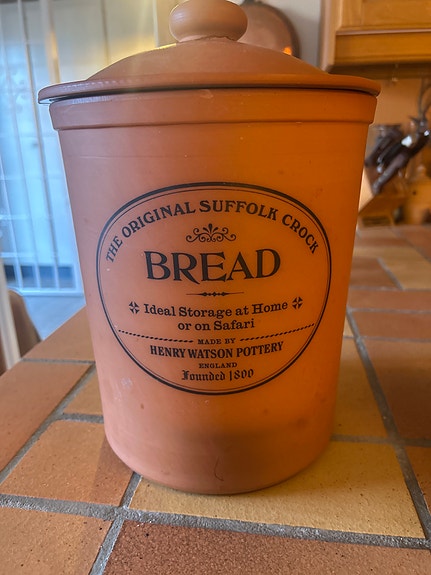 THE ORIGINAL SUFFOLK CROCK
BREAD
Ideal Storage at Home
or on Safari
MADE BY
HENRY WATSON POTTERY
ENGLAND
Founded 1800